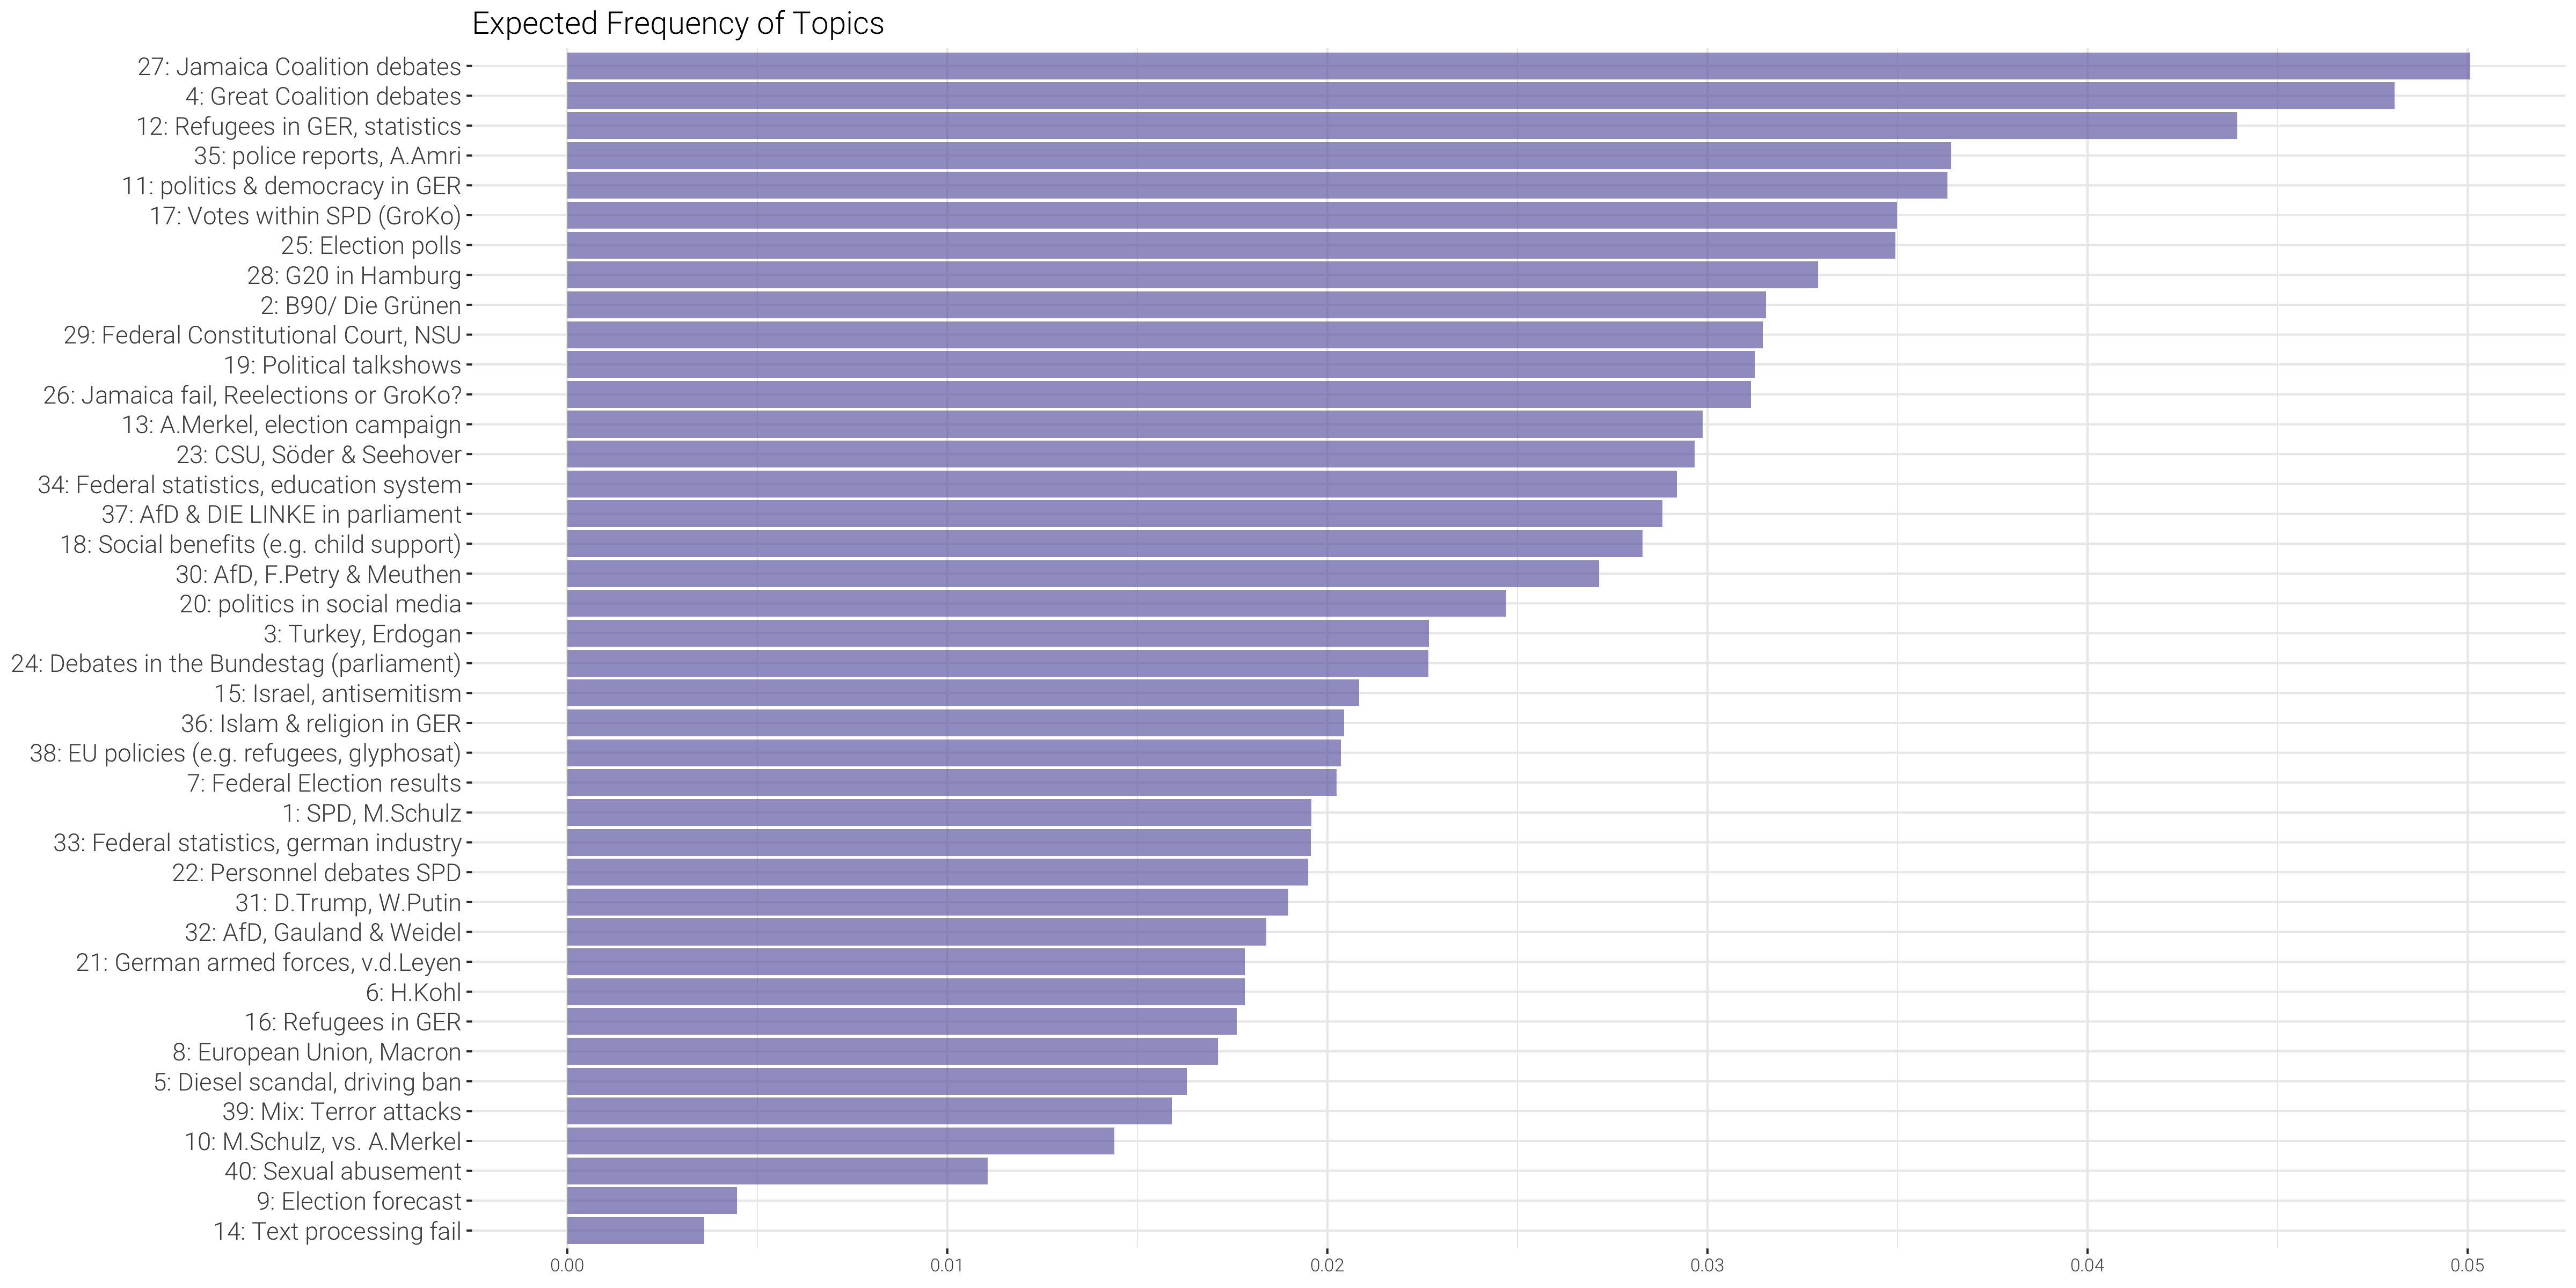 Expected Frequency of Topics
27: Jamaica Coalition debates
4: Great Coalition debates
12: Refugees in GER, statistics
35: police reports, A.Amri
11: politics & democracy in GER
17: Votes within SPD (GroKo)
25: Election polls
28: G20 in Hamburg
2: B90/ Die Grünen
29: Federal Constitutional Court, NSU
19: Political talkshows
26: Jamaica fail, Reelections or GroKo?
13: A.Merkel, election campaign
23: CSU, Söder & Seehover
34: Federal statistics, education system
37: AfD & DIE LINKE in parliament
18: Social benefits (e.g. child support)
30: AfD, F.Petry & Meuthen
20: politics in social media
3: Turkey, Erdogan
24: Debates in the Bundestag (parliament)
15: Israel, antisemitism
36: Islam & religion in GER
38: EU policies (e.g. refugees, glyphosat)
7: Federal Election results
1: SPD, M.Schulz
33: Federal statistics, german industry
22: Personnel debates SPD
31: D.Trump, W.Putin
32: AfD, Gauland & Weidel
21: German armed forces, v.d.Leyen
6: H.Kohl
16: Refugees in GER
8: European Union, Macron
5: Diesel scandal, driving ban
39: Mix: Terror attacks
10: M.Schulz, vs. A.Merkel
40: Sexual abusement
9: Election forecast
14: Text processing fail
0.00 0.01 0.02 0.03 0.04 0.05